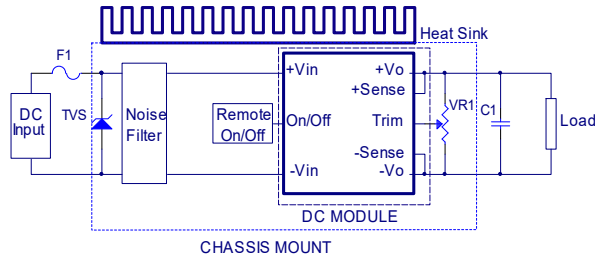 Heat Sink
F1
+Vin
+Vo
+Sense
DC
Input
TVS
Noise
Filter
Remote
On/Off
On/Off
Trim
VR1
C1
Load
-Sense
-Vin
-Vo
DC MODULE
CHASSIS MOUNT